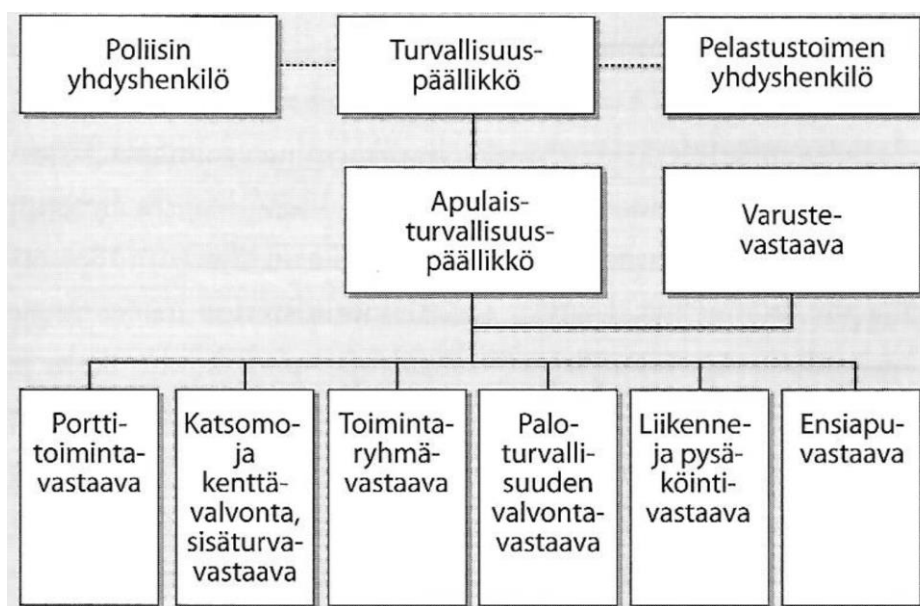 Poliisin
yhdyshenkilö
Turvallisuus-
päällikkö
Pelastustoimen
yhdyshenkilö
Apulais-
turvallisuus-
päällikkö
Varuste-
vastaava
Portti-
toiminta-
vastaava
Katsomo-
ja
kenttä-
valvonta,
sisäturva-
vastaava
Toiminta-
ryhmä-
vastaava
Palo-
turvalli-
suuden
valvonta-
vastaava
Liikenne-
ja pysä-
köinti-
vastaava
Ensiapu-
vastaava